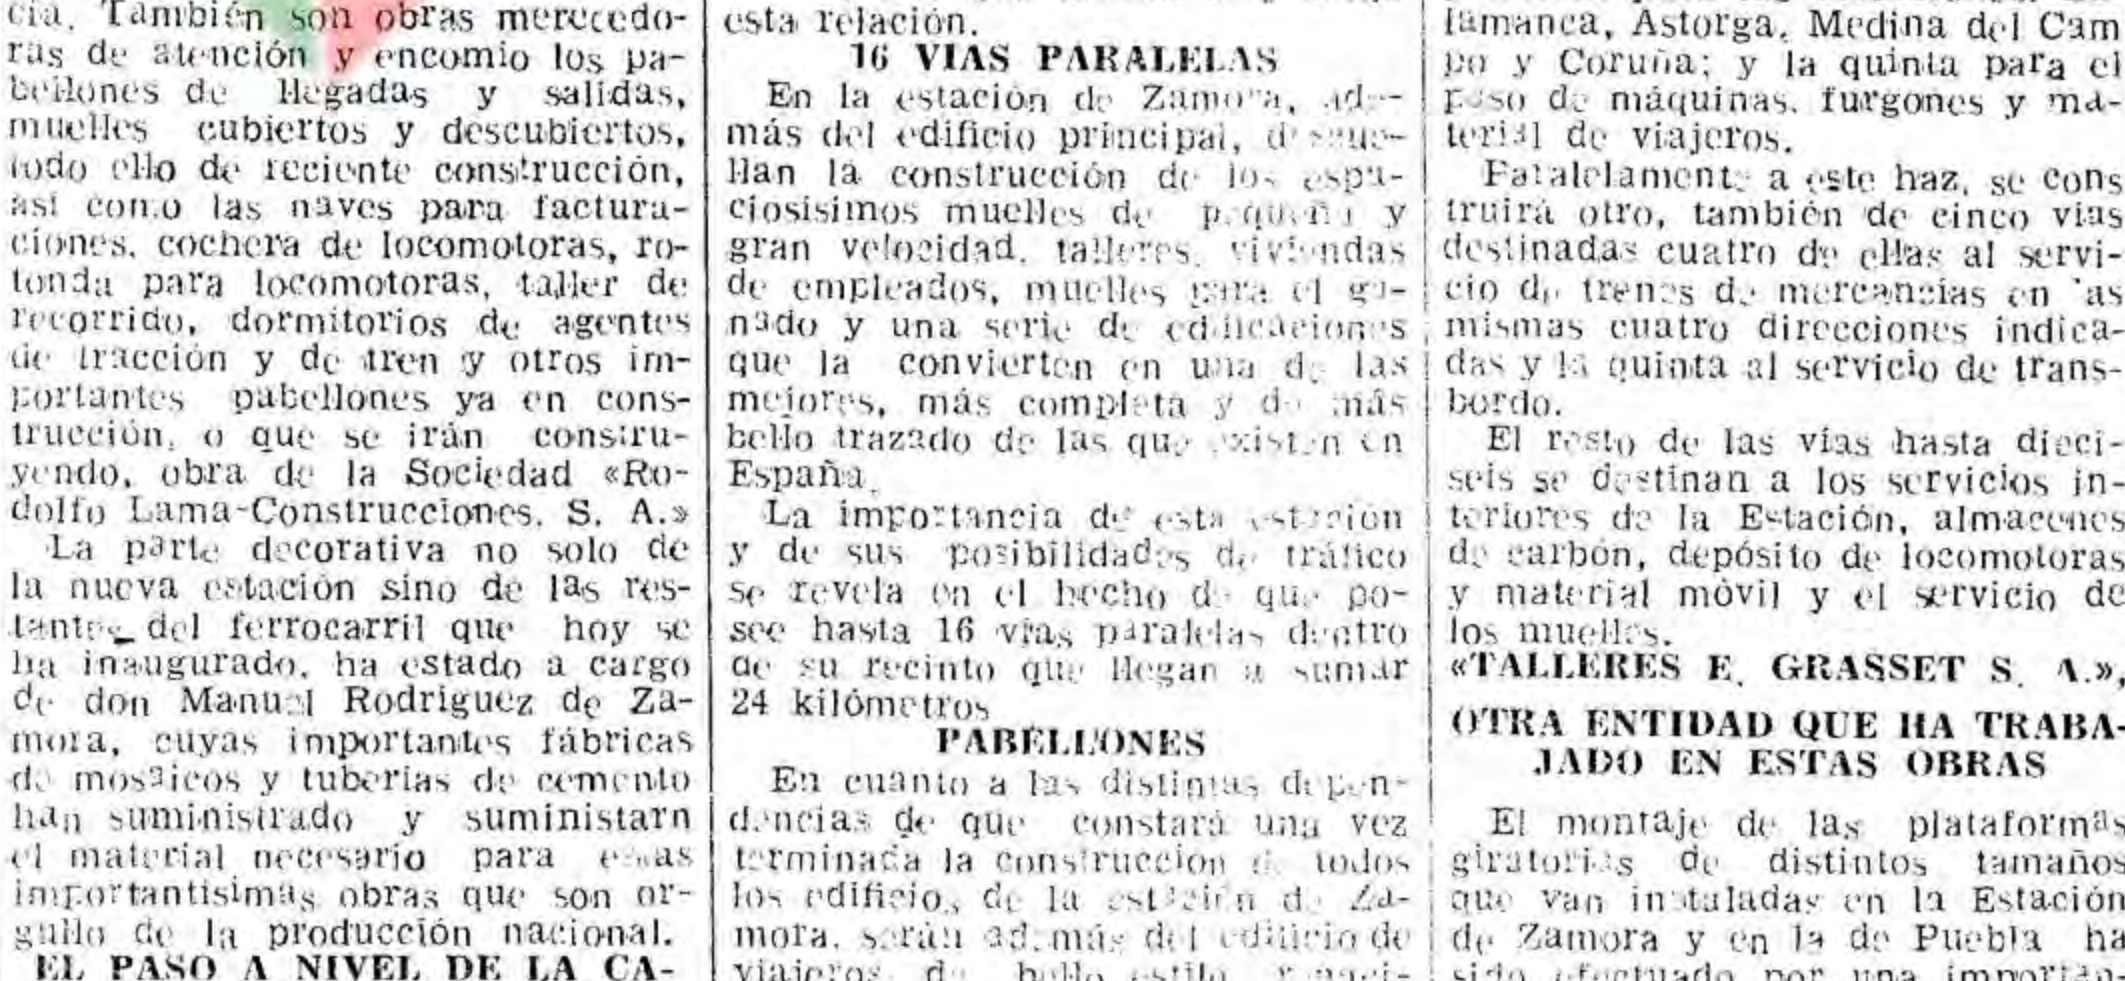 cia. También son obras merecedo-
ras de atención y encomio los pa-
bellones de llegadas y salidas,
muelles cubiertos y descubiertos,
todo ello de reciente construcción,
así como las naves para factura-
ciones, cochera de locomotoras, ro-
tonda para locomotoras, taller de
recorrido, dormitorios de agentes
de tracción y de tren y otros im-
portantes pabellones ya en cons-
trucción, o que se irán constru-
yendo, obra de la Sociedad «Ro-
dolfo Lama-Construcciones, S. A.»
La parte decorativa no solo de
la nueva estación sino de las res-
tantes del ferrocarril que hoy se
ha inaugurado, ha estado a cargo
de don Manuel Rodríguez de Za-
mora, cuyas importantes fábricas
de mosaicos y tuberías de cemento
han suministrado y suministarn
el material necesario para estas
importantísimas obras que son or-
gullo de la producción nacional.
EL PASO A NIVEL DE LA CA-
esta relación.
16 VIAS PARALELAS
En la estación de Zamora, ade-
más del edificio principal, descue-
llan la construcción de los espa-
ciosísimos muelles de pequeña y
gran velocidad, talleres, viviendas
de empleados, muelles para el ga-
nado y una serie de edificaciones
que la convierten en una de las
mejores, más completa y de más
bello trazado de las que existen en
España.
La importancia de esta estación
y de sus posibilidades de tráfico
se revela en el hecho de que po-
see hasta 16 vías paralelas dentro
de su recinto que llegan a sumar
24 kilómetros
PABELLONES
En cuanto a las distintas depen-
dencias de que constará una vez
terminada la construcción de todos
los edificios de la estación de Za-
mora, serán además del edificio de
viajeros de bello estilo renaci-
lamanca, Astorga, Medina del Cam
po y Coruña; y la quinta para el
paso de máquinas, furgones y ma-
terial de viajeros.
Paralelamente a este haz, se cons
truirá otro, también de cinco vías
destinadas cuatro de ellas al servi-
cio de trenes de mercancías en las
mismas cuatro direcciones indica-
das y la quinta al servicio de trans-
bordo.
El resto de las vías hasta dieci-
seis se destinan a los servicios in-
teriores de la Estación, almacenes
de carbón, depósito de locomotoras
y material móvil y el servicio de
los muelles.
«TALLERES E. GRASSET S. A.»,
OTRA ENTIDAD QUE HA TRABA-
JADO EN ESTAS OBRAS
El montaje de las plataformas
giratorias de distintos tamaños
que van instaladas en la Estación
de Zamora y en la de Puebla ha
sido efectuado por una importan-